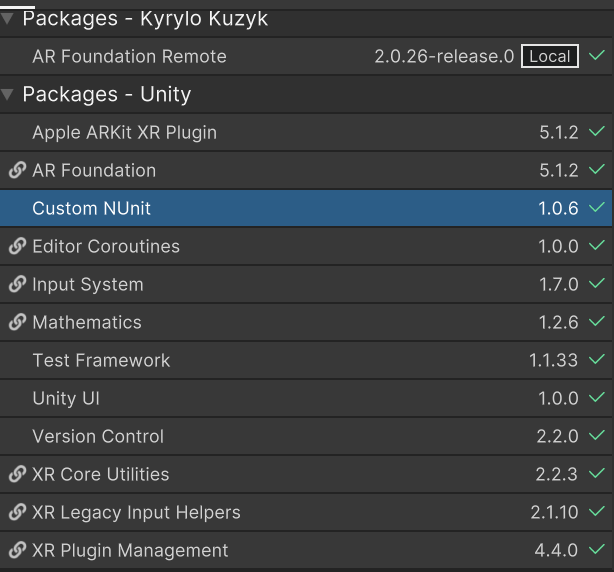 Packages - Kyrylo Kuzyk
AR Foundation Remote 2.0.26-release.0 Local
Packages - Unity
Apple ARKit XR Plugin 5.1.2
AR Foundation 5.1.2
Custom NUnit 1.0.6
Editor Coroutines 1.0.0
Input System 1.7.0
Mathematics 1.2.6
Test Framework 1.1.33
Unity UI 1.0.0
Version Control 2.2.0
XR Core Utilities 2.2.3
XR Legacy Input Helpers 2.1.10
XR Plugin Management 4.4.0